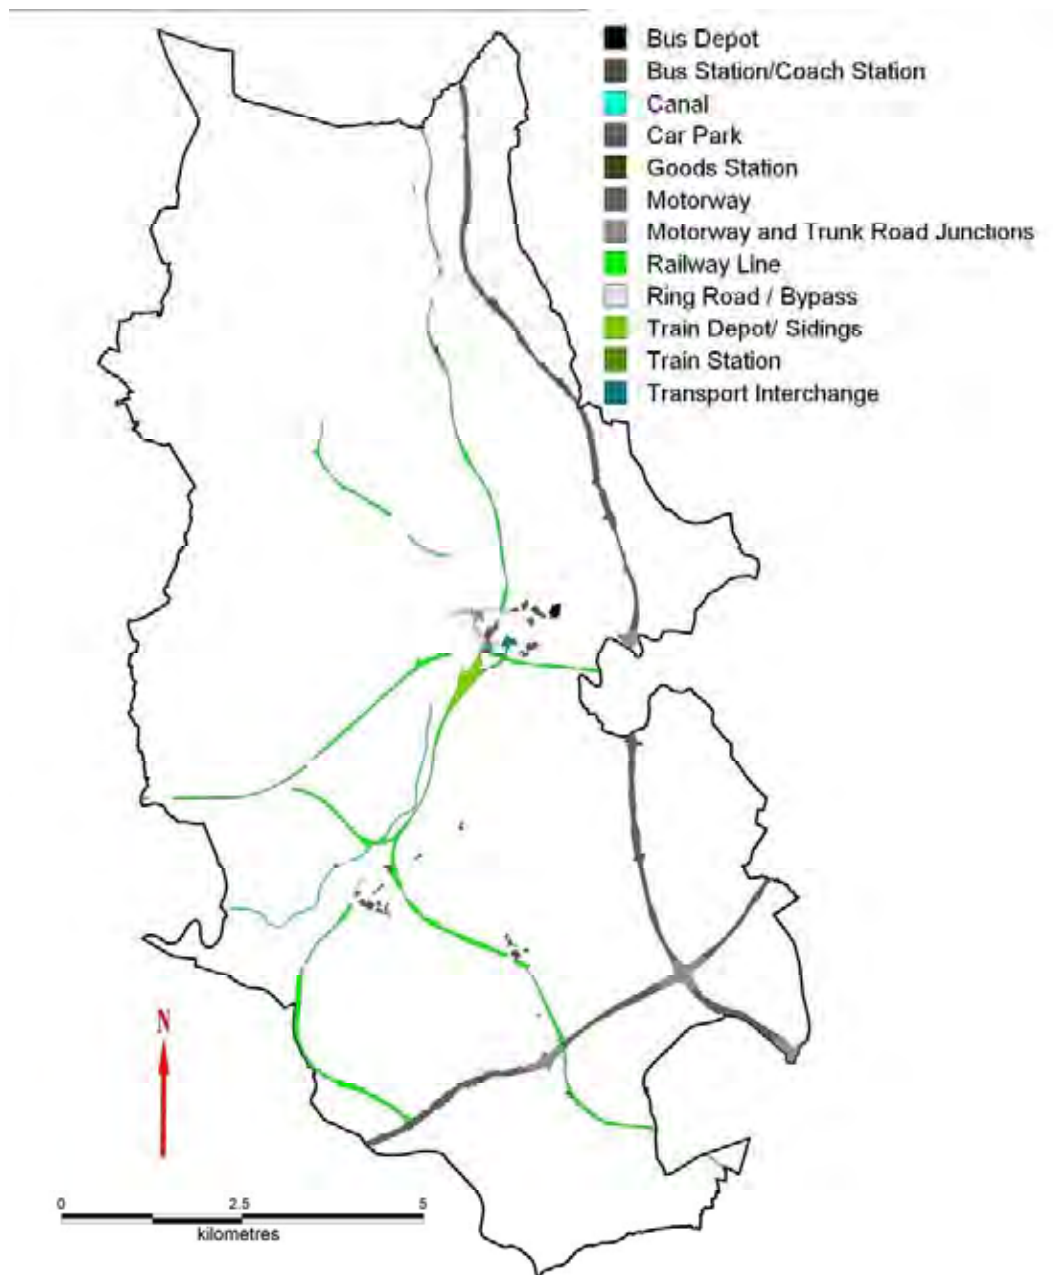 Bus Depot
Bus Station/Coach Station
Canal
Car Park
Goods Station
Motorway
Motorway and Trunk Road Junctions
Railway Line
Ring Road / Bypass
Train Depot/ Sidings
Train Station
Transport Interchange
N
0 2.5 5
kilometres